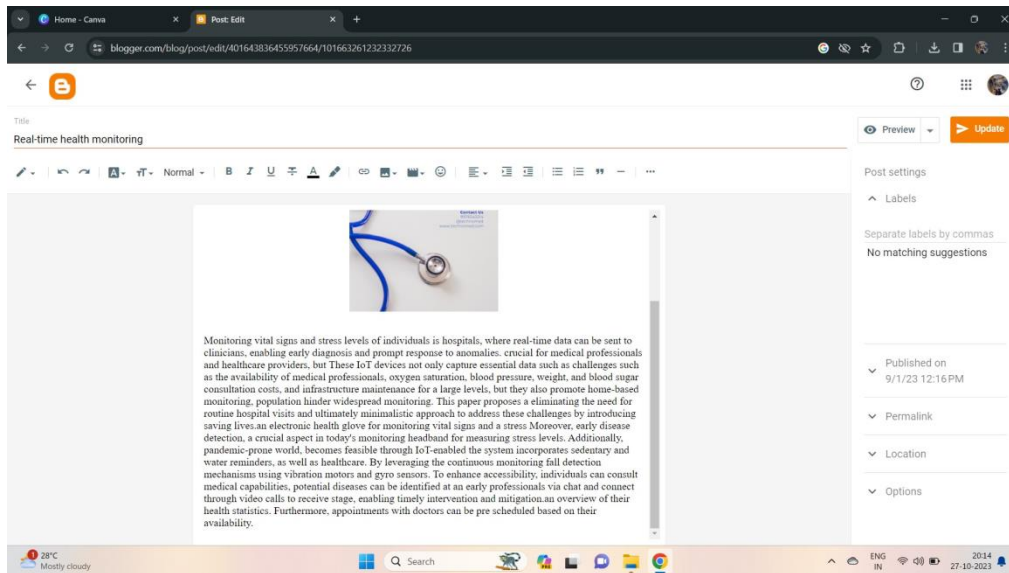 Home - Canva
Post: Edit
blogger.com/blog/post/edit/401643836455957664/101663261232332726
Title
Real-time health monitoring
Preview
Update
Normal
B I U
Post settings
Labels
Separate labels by commas
No matching suggestions
Contact Us
Monitoring vital signs and stress levels of individuals is hospitals, where real-time data can be sent to
clinicians, enabling early diagnosis and prompt response to anomalies. crucial for medical professionals
and healthcare providers, but These IoT devices not only capture essential data such as challenges such
as the availability of medical professionals, oxygen saturation, blood pressure, weight, and blood sugar
consultation costs, and infrastructure maintenance for a large levels, but they also promote home-based
monitoring, population hinder widespread monitoring. This paper proposes a eliminating the need for
routine hospital visits and ultimately minimalistic approach to address these challenges by introducing
saving lives.an electronic health glove for monitoring vital signs and a stress Moreover, early disease
detection, a crucial aspect in today's monitoring headband for measuring stress levels. Additionally,
pandemic-prone world, becomes feasible through IoT-enabled the system incorporates sedentary and
water reminders, as well as healthcare. By leveraging the continuous monitoring fall detection
mechanisms using vibration motors and gyro sensors. To enhance accessibility, individuals can consult
medical capabilities, potential diseases can be identified at an early professionals via chat and connect
through video calls to receive stage, enabling timely intervention and mitigation.an overview of their
health statistics. Furthermore, appointments with doctors can be pre scheduled based on their
availability.
Published on
9/1/23 12:16 PM
Permalink
Location
Options
1
28°C
Mostly cloudy
Search
ENG
IN
20:14
27-10-2023